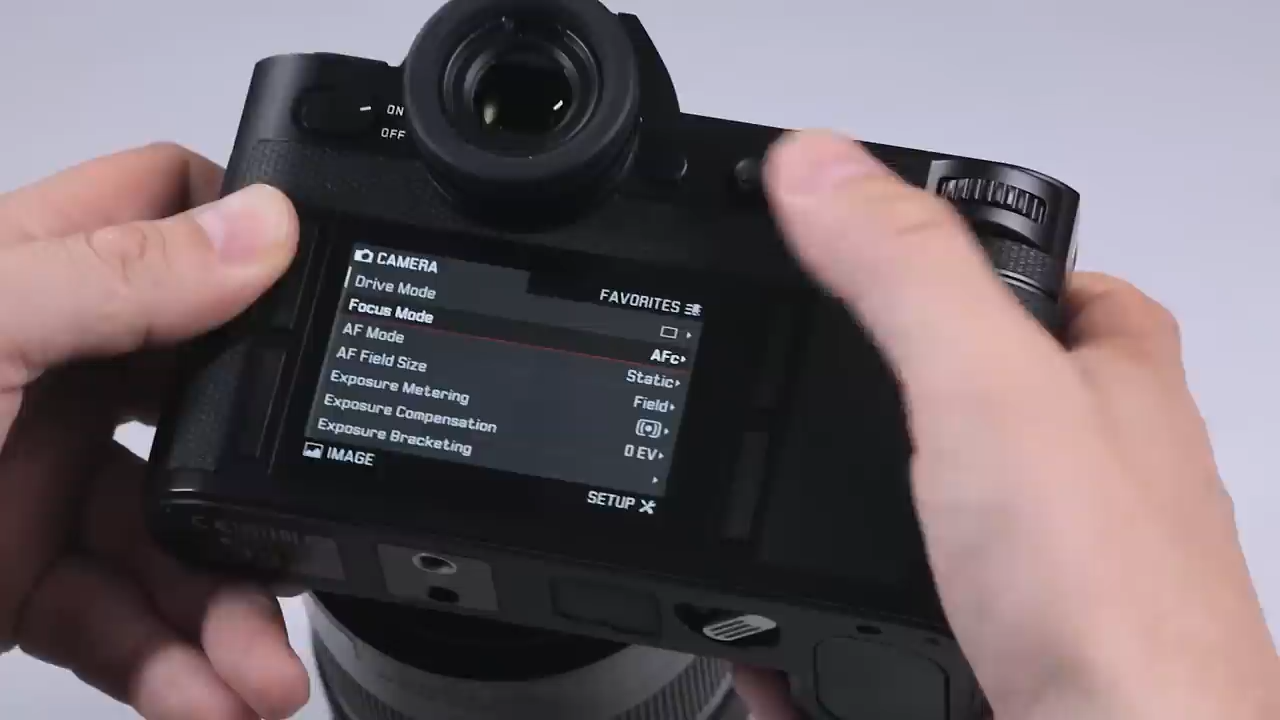 ON
OFF
CAMERA
FAVORITES
Drive Mode
Focus Mode AFc
AF Mode Static
AF Field Size Field
Exposure Metering
Exposure Compensation 0 EV
Exposure Bracketing
IMAGE
SETUP